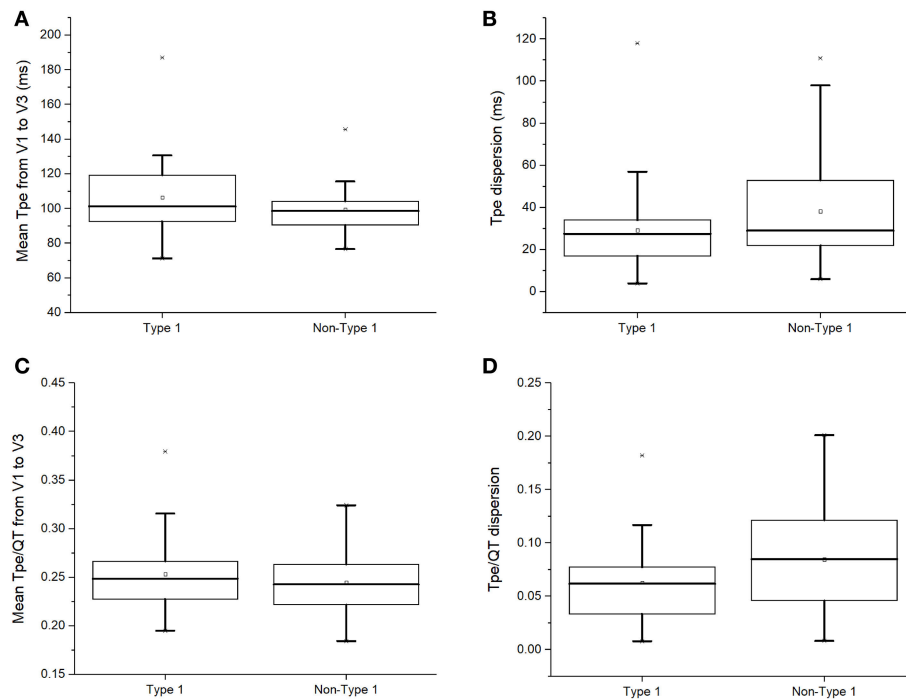 A
Mean Tpe from V1 to V3 (ms)
200
180
160
140
120
100
80
60
40
Type 1
Non-Type 1
B
Tpe dispersion (ms)
120
100
80
60
40
20
0
Type 1
Non-Type 1
C
Mean Tpe/QT from V1 to V3
0.45
0.40
0.35
0.30
0.25
0.20
0.15
Type 1
Non-Type 1
D
Tpe/QT dispersion
0.25
0.20
0.15
0.10
0.05
0.00
Type 1
Non-Type 1